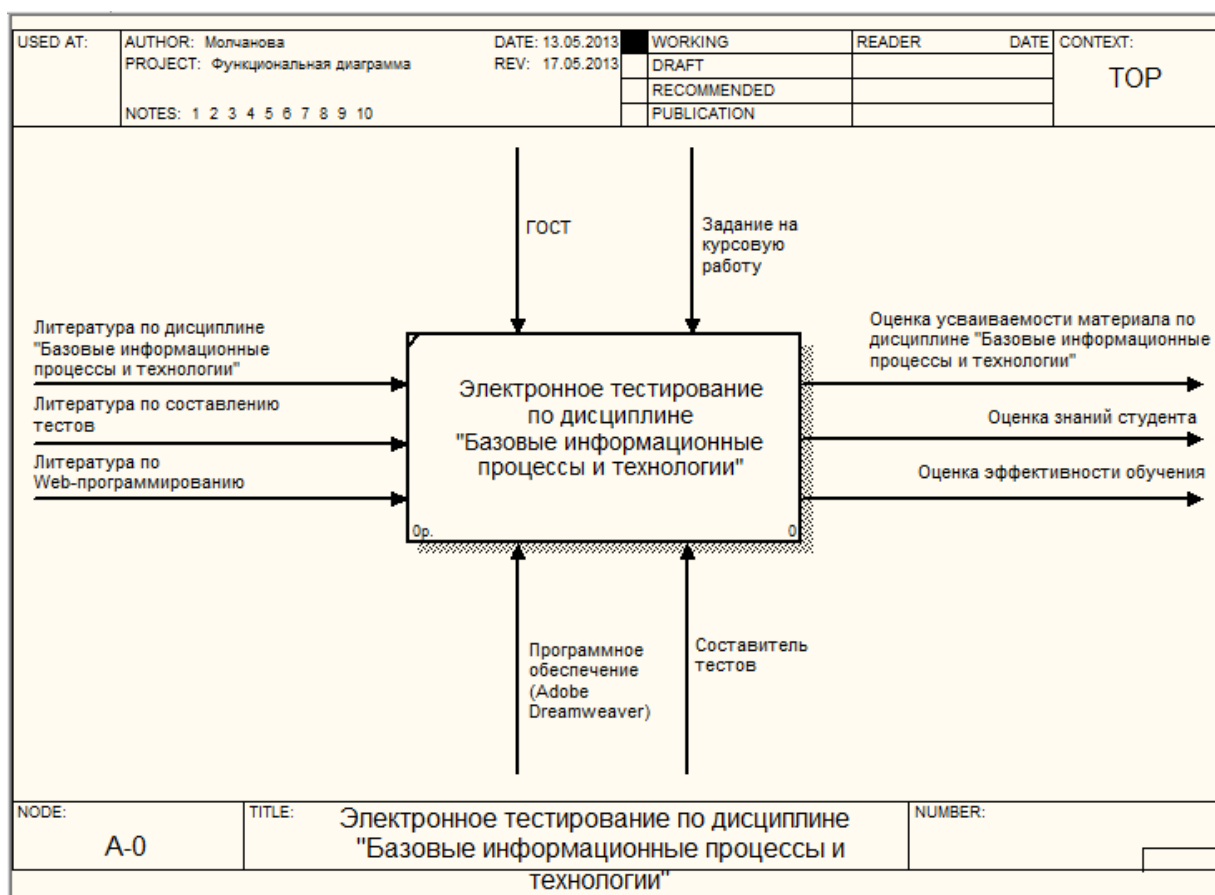 USED AT:
AUTHOR: Молчанова
DATE: 13.05.2013
PROJECT: Функциональная диаграмма
REV: 17.05.2013
NOTES: 1 2 3 4 5 6 7 8 9 10
WORKING
DRAFT
RECOMMENDED
PUBLICATION
READER
DATE
CONTEXT:
TOP
ГОСТ
Задание на
курсовую
работу
Литература по дисциплине
"Базовые информационные
процессы и технологии"
Литература по составлению
тестов
Литература по
Web-программированию
Электронное тестирование
по дисциплине
"Базовые информационные
процессы и технологии"
0р.
0
Оценка усваиваемости материала по
дисциплине "Базовые информационные
процессы и технологии"
Оценка знаний студента
Оценка эффективности обучения
Программное
обеспечение
(Adobe
Dreamweaver)
Составитель
тестов
NODE:
A-0
TITLE:
Электронное тестирование по дисциплине
"Базовые информационные процессы и
технологии"
NUMBER: